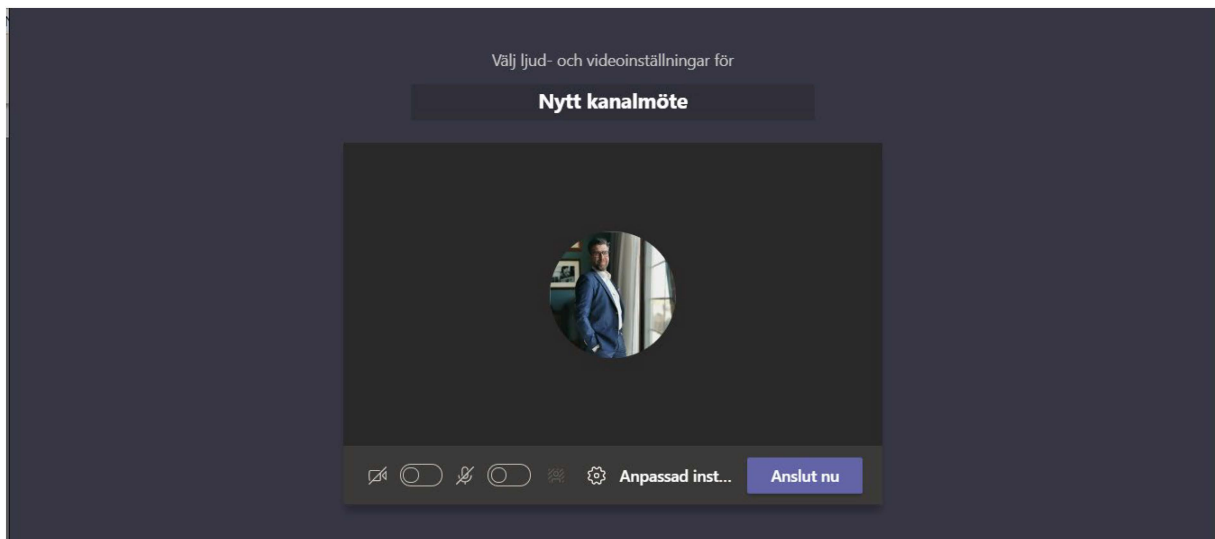 Välj ljud- och videoinställningar för
Nytt kanalmöte
Anpassad inst...
Anslut nu